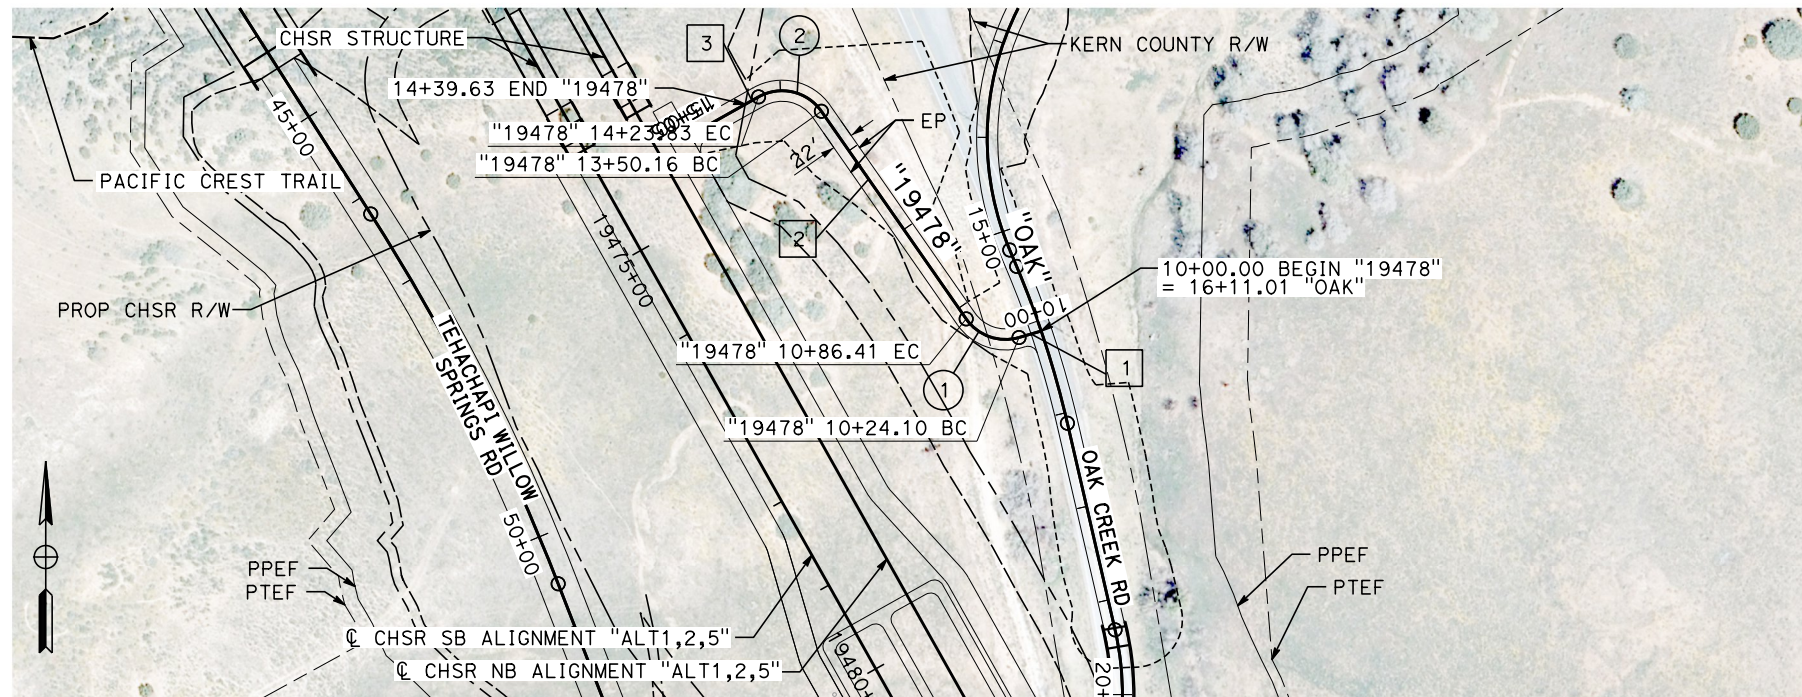 CHSR STRUCTURE
3
2
KERN COUNTY R/W
14+39.63 END "19478"
45+00
"19478" 14+23.83 EC
EP
"19478" 13+50.16 BC
22'
PACIFIC CREST TRAIL
"19478"
2
15+00
"OAK"
19475+00
10+00.00 BEGIN "19478"
= 16+11.01 "OAK"
PROP CHSR R/W
10+00
TEHACHAPI WILLOW
SPRINGS RD
"19478" 10+86.41 EC
1
1
"19478" 10+24.10 BC
OAK CREEK RD
50+00
PPEF
PTEF
PPEF
PTEF
℄ CHSR SB ALIGNMENT "ALT1,2,5"
℄ CHSR NB ALIGNMENT "ALT1,2,5"
19480+
20+